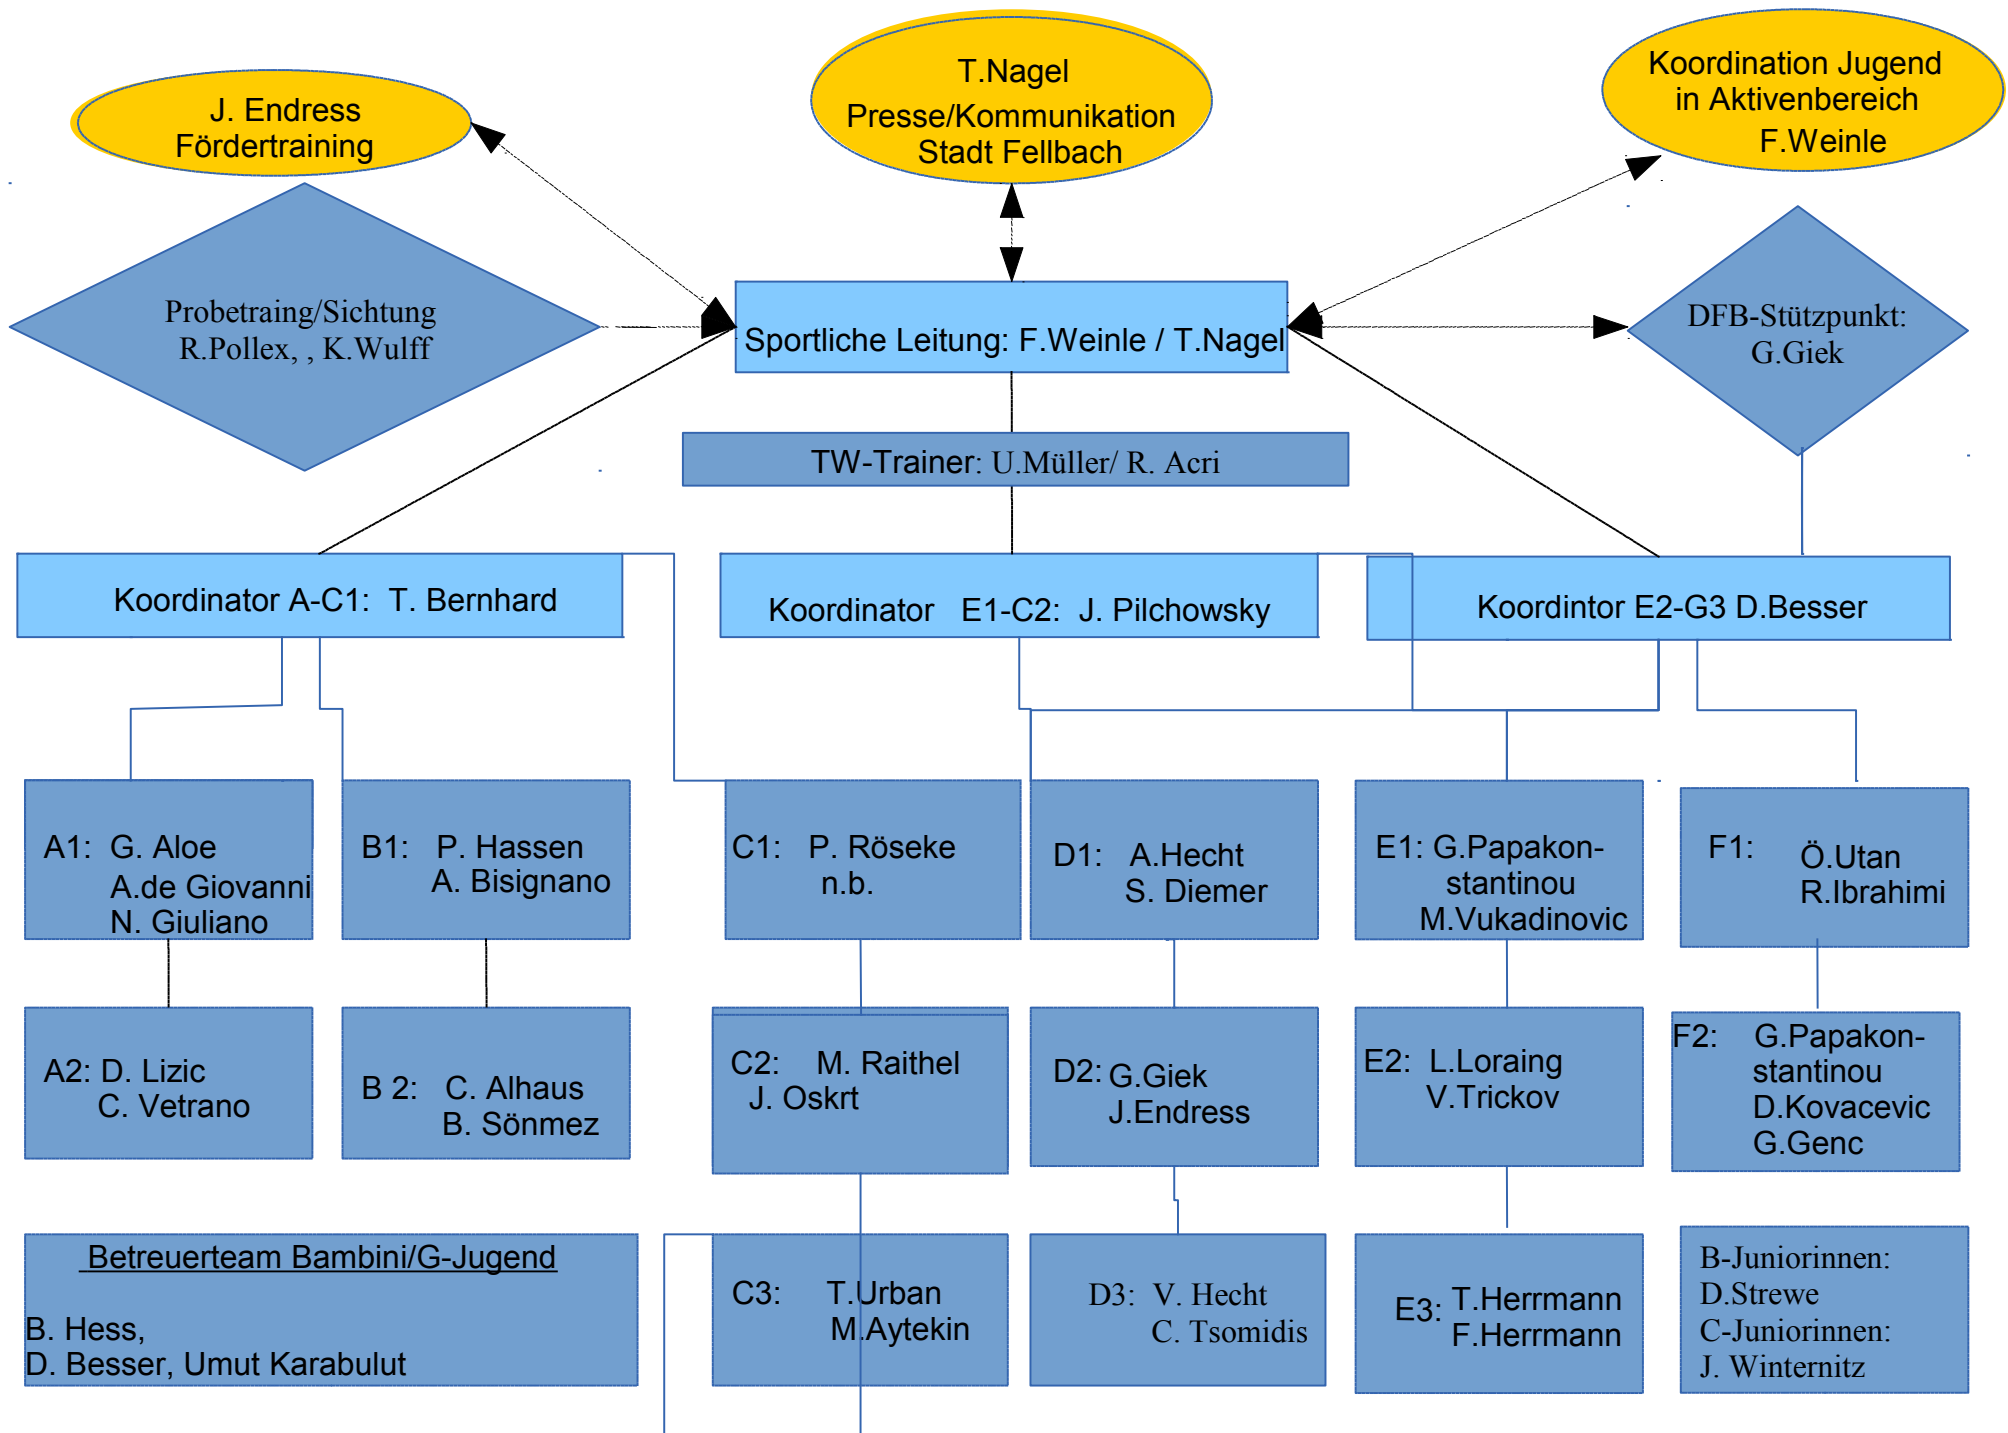 J. Endress
Fördertraining
T.Nagel
Presse/Kommunikation
Stadt Fellbach
Koordination Jugend
in Aktivenbereich
F.Weinle
Probetraing/Sichtung
R.Pollex, , K.Wulff
Sportliche Leitung: F.Weinle / T.Nagel
DFB-Stützpunkt:
G.Giek
TW-Trainer: U.Müller/ R. Acri
Koordinator A-C1: T. Bernhard
Koordinator E1-C2: J. Pilchowsky
Koordintor E2-G3 D.Besser
A1: G. Aloe
A.de Giovanni
N. Giuliano
B1: P. Hassen
A. Bisignano
C1: P. Röseke
n.b.
D1: A.Hecht
S. Diemer
E1: G.Papakon-
stantinou
M.Vukadinovic
F1: Ö.Utan
R.Ibrahimi
A2: D. Lizic
C. Vetrano
B 2: C. Alhaus
B. Sönmez
C2: M. Raithel
J. Oskrt
D2: G.Giek
J.Endress
E2: L.Loraing
V.Trickov
F2: G.Papakon-
stantinou
D.Kovacevic
G.Genc
Betreuerteam Bambini/G-Jugend
B. Hess,
D. Besser, Umut Karabulut
C3: T.Urban
M.Aytekin
D3: V. Hecht
C. Tsomidis
E3: T.Herrmann
F.Herrmann
B-Juniorinnen:
D.Strewe
C-Juniorinnen:
J. Winternitz